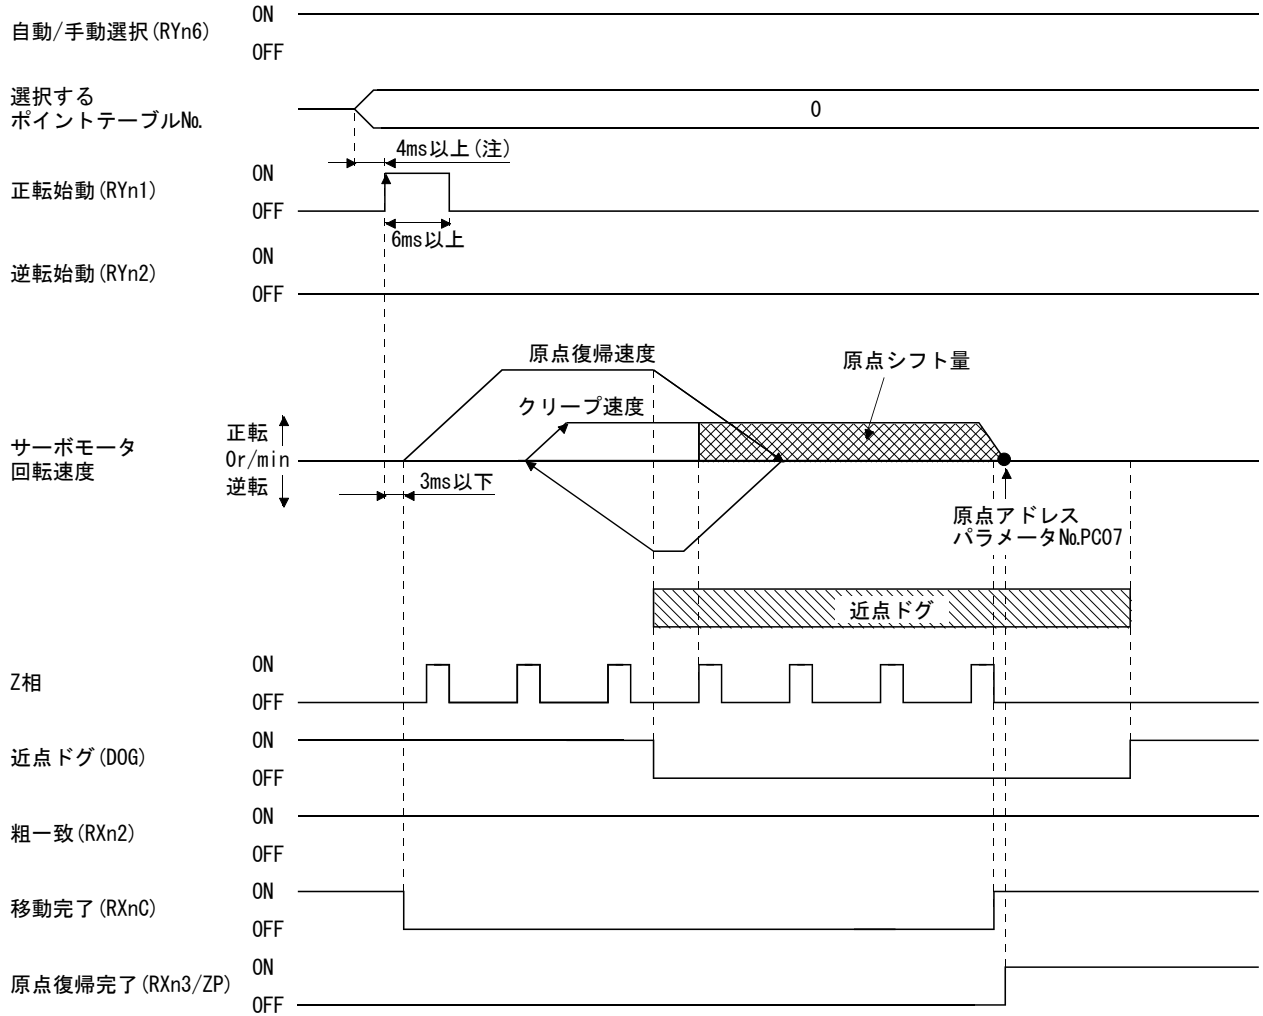 自動/手動選択(RYn6)
ON
OFF
選択する
ポイントテーブル№.
0
4ms以上(注)
正転始動(RYn1)
ON
OFF
6ms以上
逆転始動(RYn2)
ON
OFF
原点復帰速度
原点シフト量
クリープ速度
サーボモータ
回転速度
正転
0r/min
逆転
3ms以下
原点アドレス
パラメータ№PC07
近点ドグ
Z相
ON
OFF
近点ドグ(DOG)
ON
OFF
粗一致(RXn2)
ON
OFF
移動完了(RXnC)
ON
OFF
原点復帰完了(RXn3/ZP)
ON
OFF